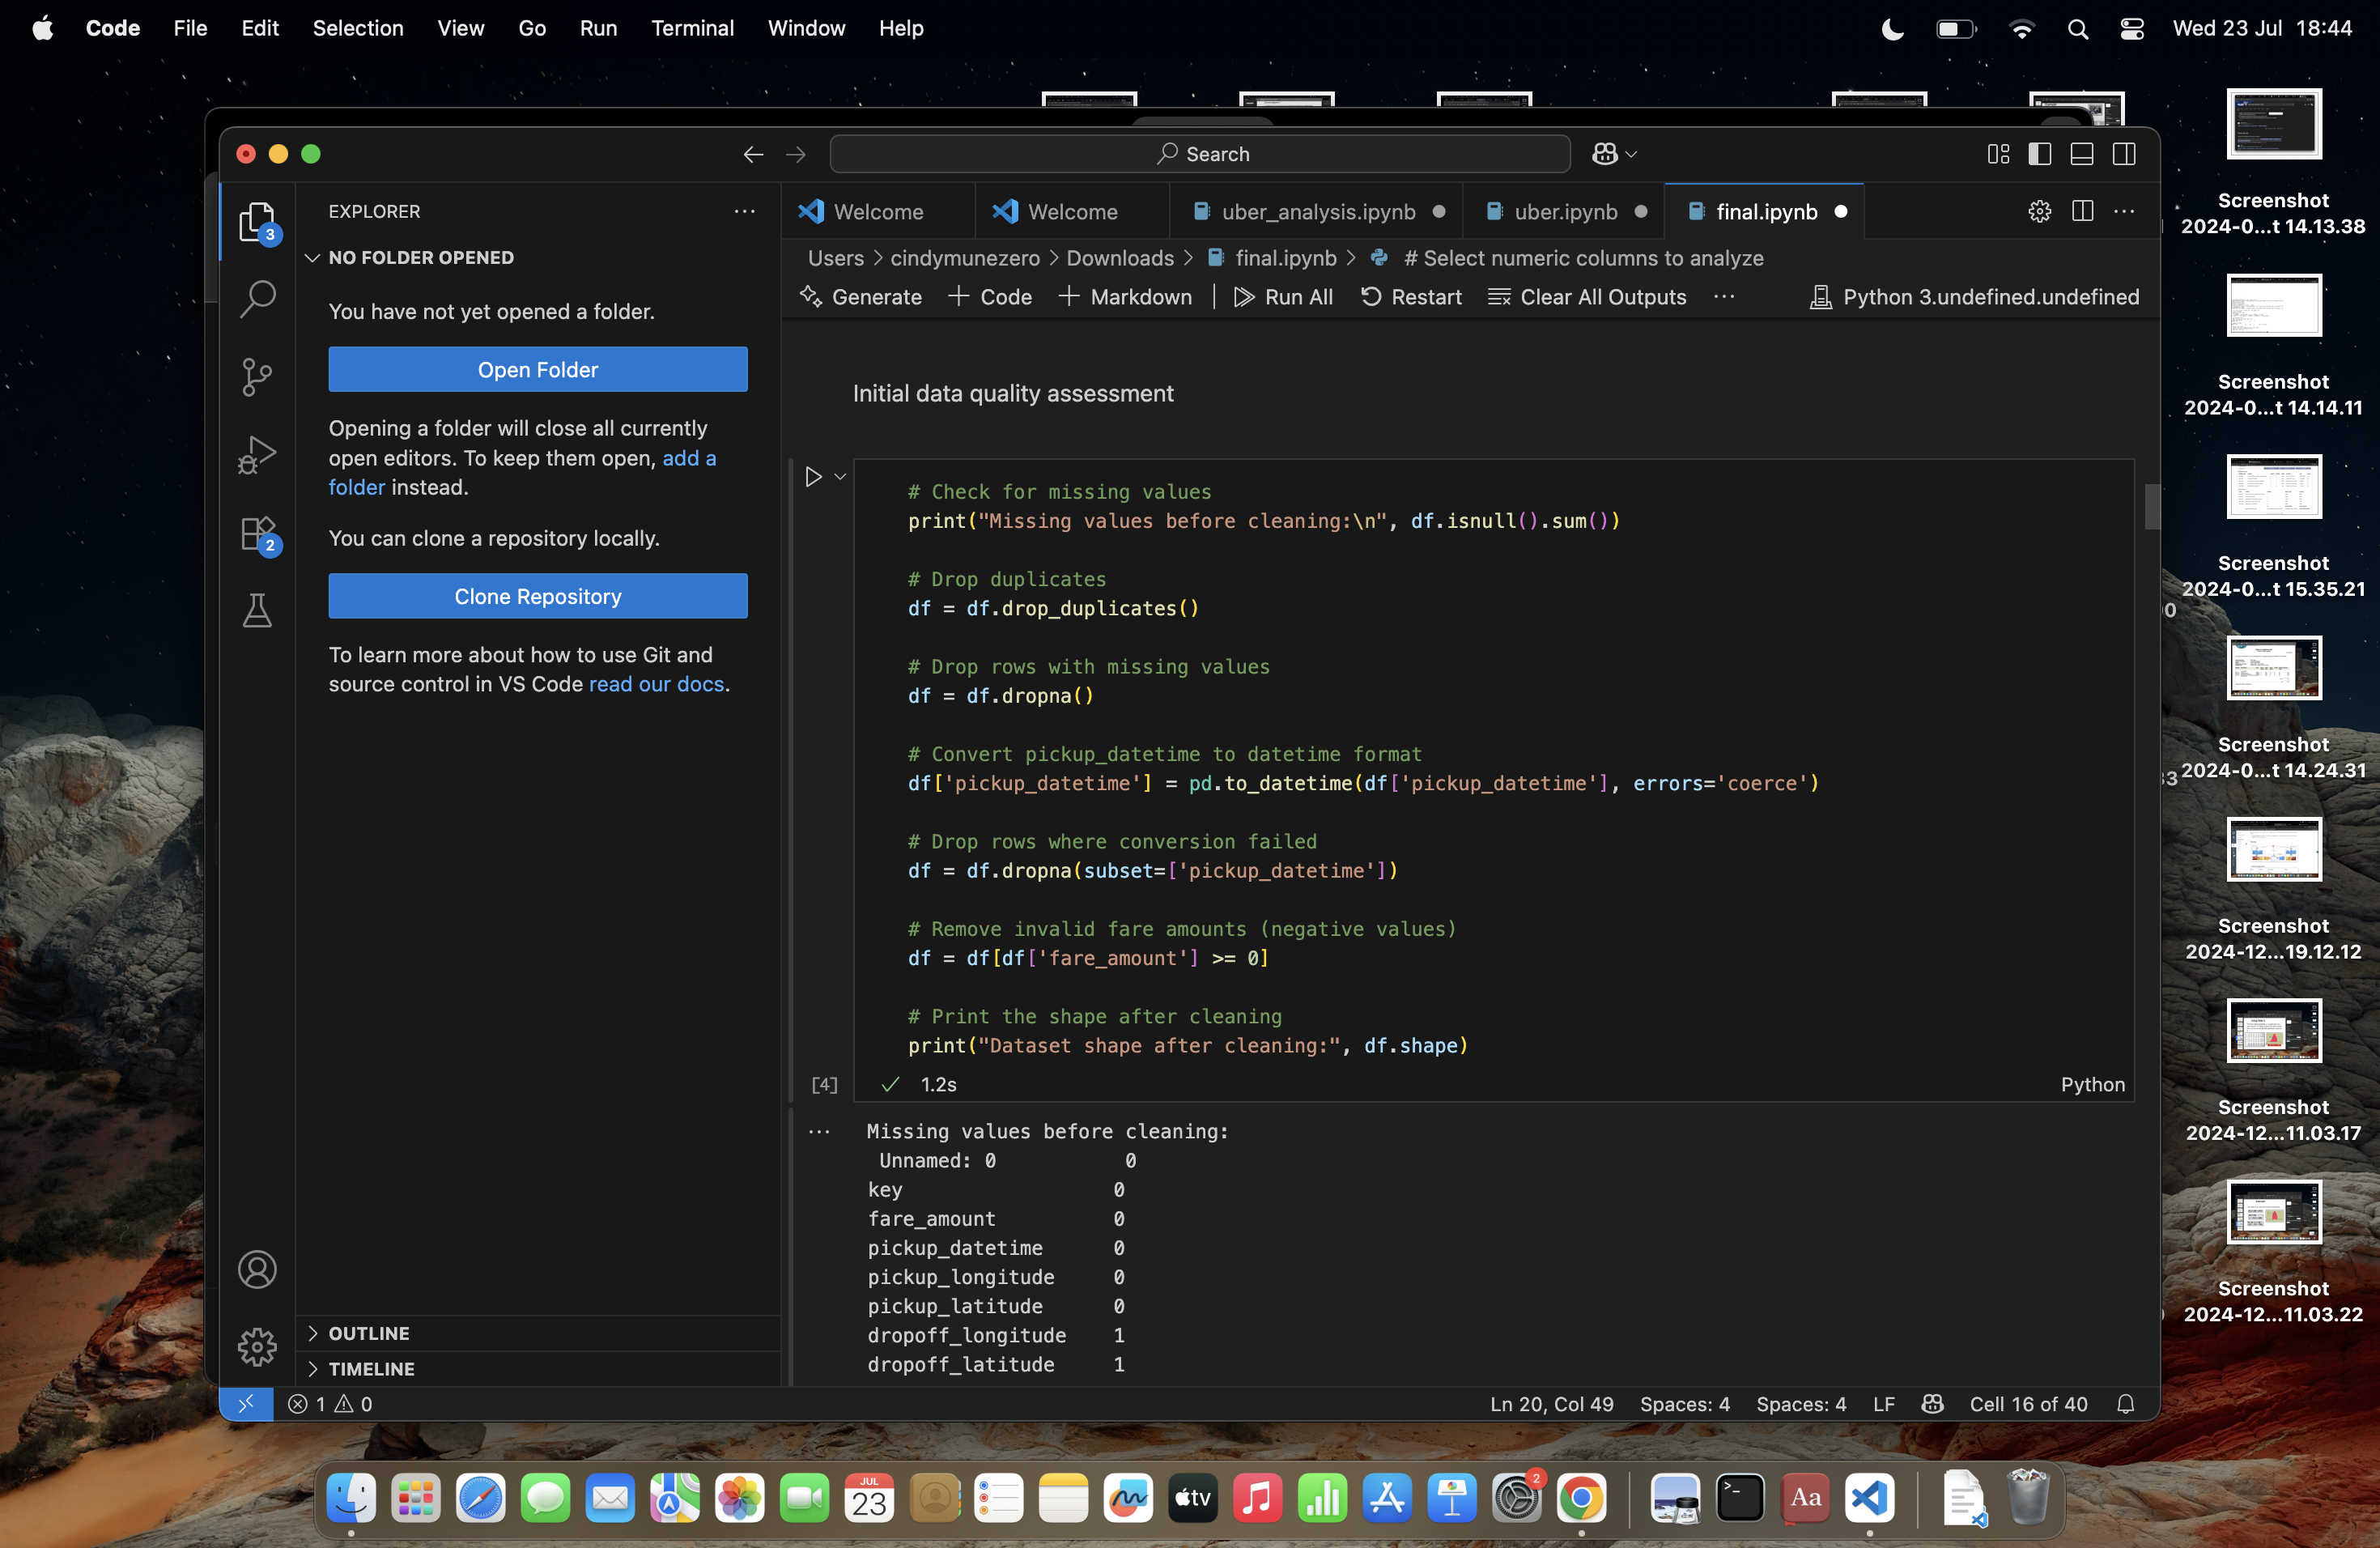 Code File Edit Selection View Go Run Terminal Window Help
Wed 23 Jul 18:44
Search
EXPLORER
3
NO FOLDER OPENED
You have not yet opened a folder.
Open Folder
Opening a folder will close all currently
open editors. To keep them open, add a
folder instead.
2
You can clone a repository locally.
Clone Repository
To learn more about how to use Git and
source control in VS Code read our docs.
OUTLINE
TIMELINE
Welcome Welcome uber_analysis.ipynb uber.ipynb final.ipynb
Users > cindymunezero > Downloads > final.ipynb > # Select numeric columns to analyze
Generate + Code + Markdown Run All Restart Clear All Outputs ... Python 3.undefined.undefined
Initial data quality assessment
# Check for missing values
print("Missing values before cleaning:\n", df.isnull().sum())
# Drop duplicates
df = df.drop_duplicates()
# Drop rows with missing values
df = df.dropna()
# Convert pickup_datetime to datetime format
df['pickup_datetime'] = pd.to_datetime(df['pickup_datetime'], errors='coerce')
# Drop rows where conversion failed
df = df.dropna(subset=['pickup_datetime'])
# Remove invalid fare amounts (negative values)
df = df[df['fare_amount'] >= 0]
# Print the shape after cleaning
print("Dataset shape after cleaning:", df.shape)
[4] 1.2s Python
... Missing values before cleaning:
Unnamed: 0 0
key 0
fare_amount 0
pickup_datetime 0
pickup_longitude 0
pickup_latitude 0
dropoff_longitude 1
dropoff_latitude 1
1 0 Ln 20, Col 49 Spaces: 4 Spaces: 4 LF Cell 16 of 40
Screenshot
2024-0...t 14.13.38
Screenshot
2024-0...t 14.14.11
Screenshot
2024-0...t 15.35.21
Screenshot
2024-0...t 14.24.31
Screenshot
2024-12...19.12.12
Screenshot
2024-12...11.03.17
Screenshot
2024-12...11.03.22
JUL
23
tv
2
Aa